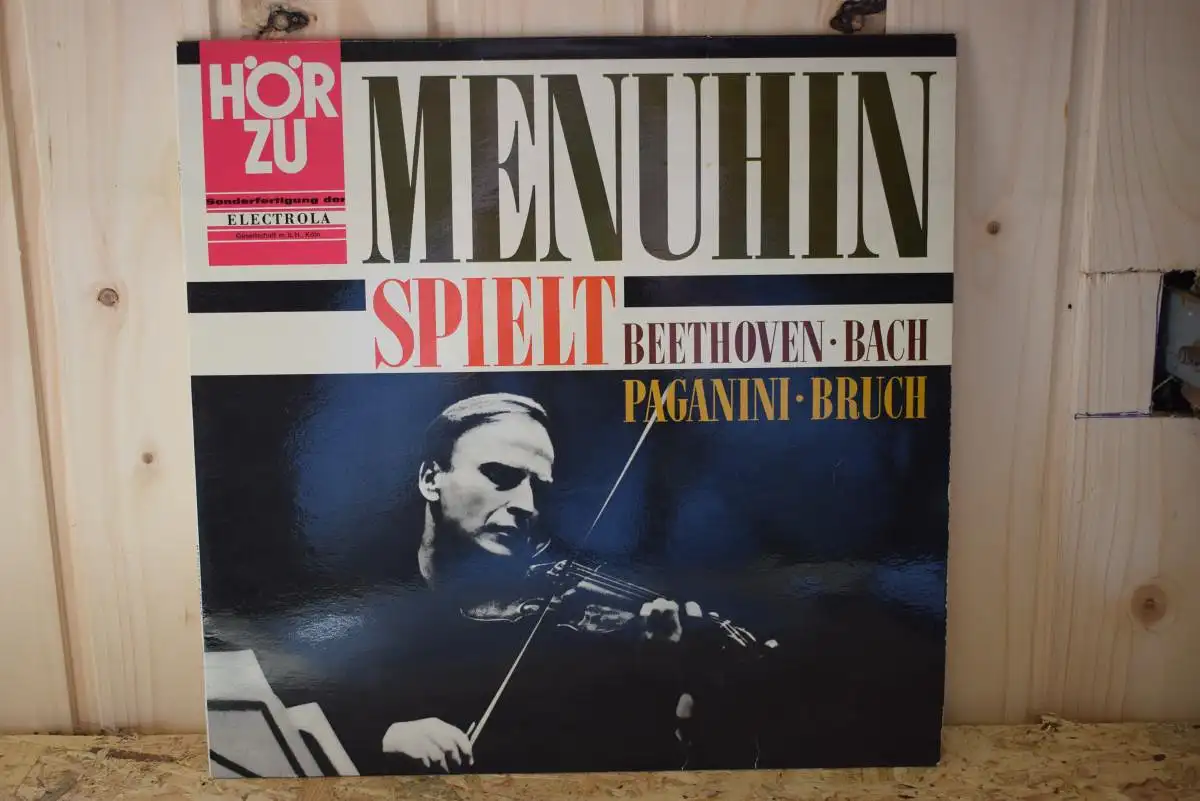 HÖR
ZU
Sonderfertigung der
ELECTROLA
Gesellschaft m.b.H., Köln
MENUHIN
SPIELT
BEETHOVEN · BACH
PAGANINI · BRUCH